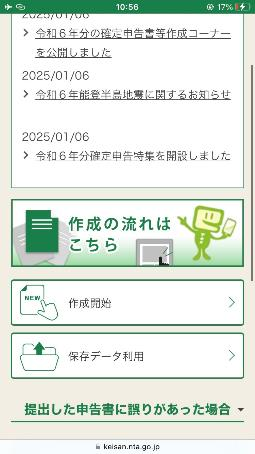 10:56
17%
2025/01/06
令和6年分の確定申告書等作成コーナー
を公開しました
2025/01/06
令和6年能登半島地震に関するお知らせ
2025/01/06
令和6年分確定申告特集を開設しました
作成の流れは
こちら
NEW
作成開始
保存データ利用
提出した申告書に誤りがあった場合
keisan.nta.go.jp